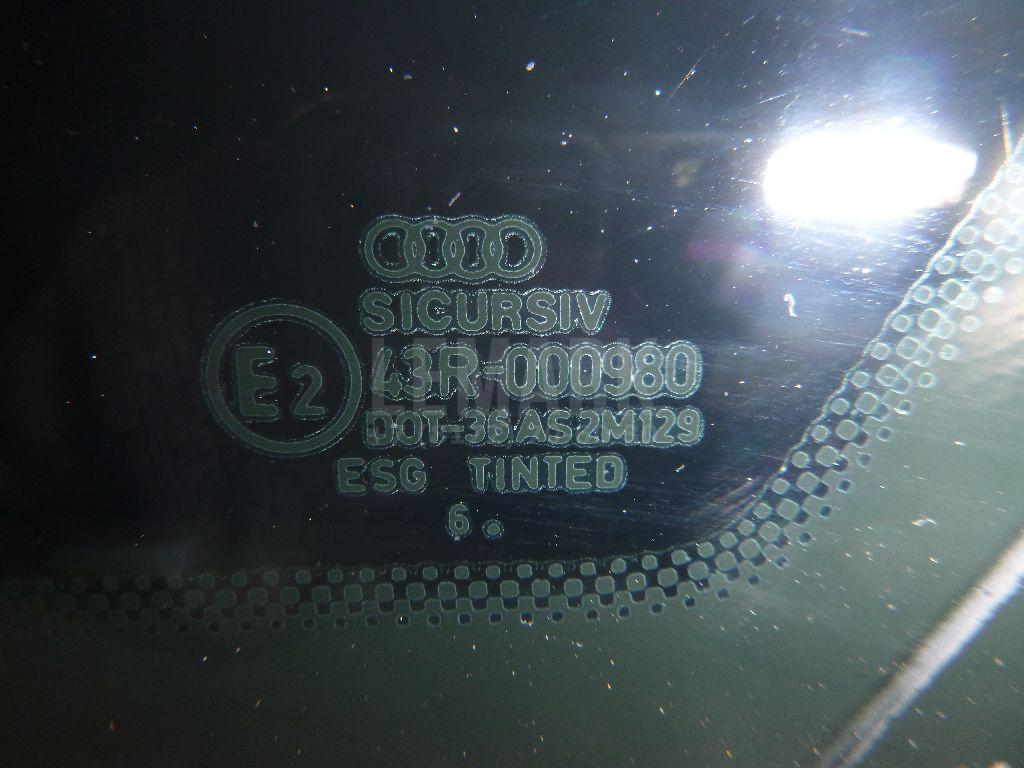 SICURSIV
E2
43R-000980
DOT-36 AS2M129
ESG TINTED
6.